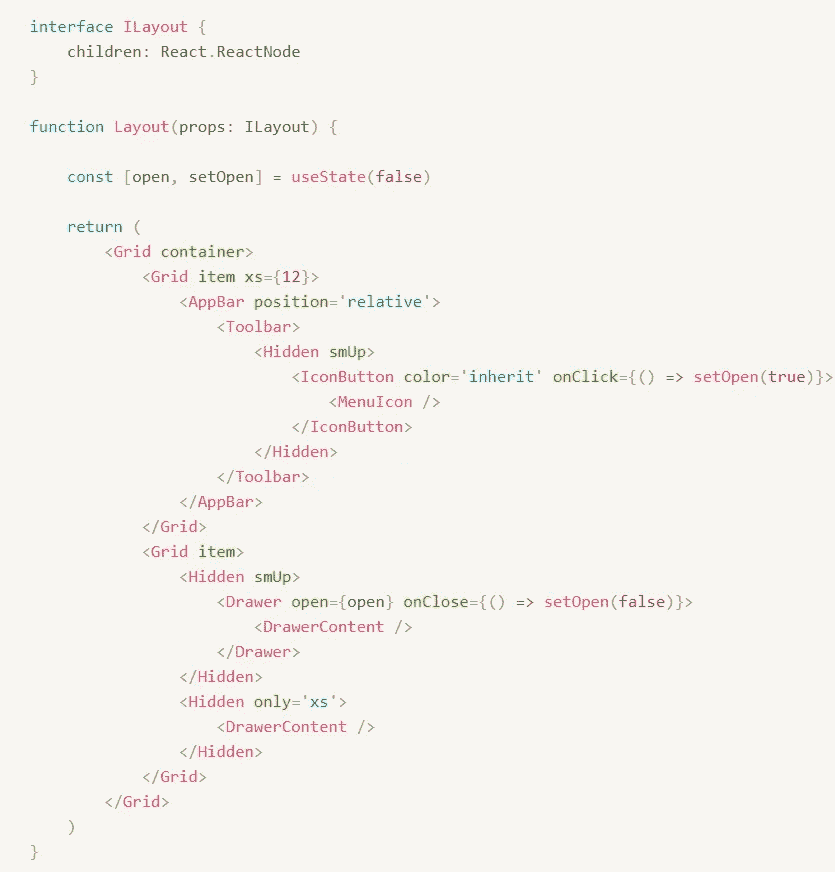 interface ILayout {
    children: React.ReactNode
}

function Layout(props: ILayout) {

    const [open, setOpen] = useState(false)

    return (
        <Grid container>
            <Grid item xs={12}>
                <AppBar position='relative'>
                    <Toolbar>
                        <Hidden smUp>
                            <IconButton color='inherit' onClick={() => setOpen(true)}>
                                <MenuIcon />
                            </IconButton>
                        </Hidden>
                    </Toolbar>
                </AppBar>
            </Grid>
            <Grid item>
                <Hidden smUp>
                    <Drawer open={open} onClose={() => setOpen(false)}>
                        <DrawerContent />
                    </Drawer>
                </Hidden>
                <Hidden only='xs'>
                    <DrawerContent />
                </Hidden>
            </Grid>
        </Grid>
    )
}